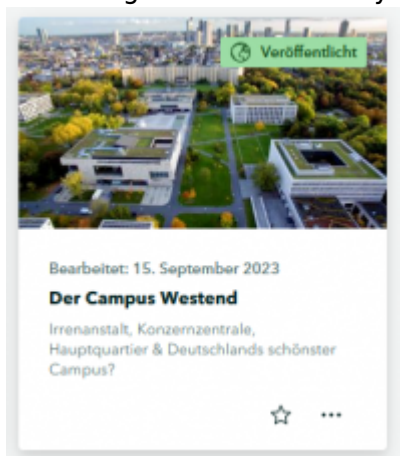 Veröffentlicht
Bearbeitet: 15. September 2023
Der Campus Westend
Irrenanstalt, Konzernzentrale,
Hauptquartier & Deutschlands schönster
Campus?